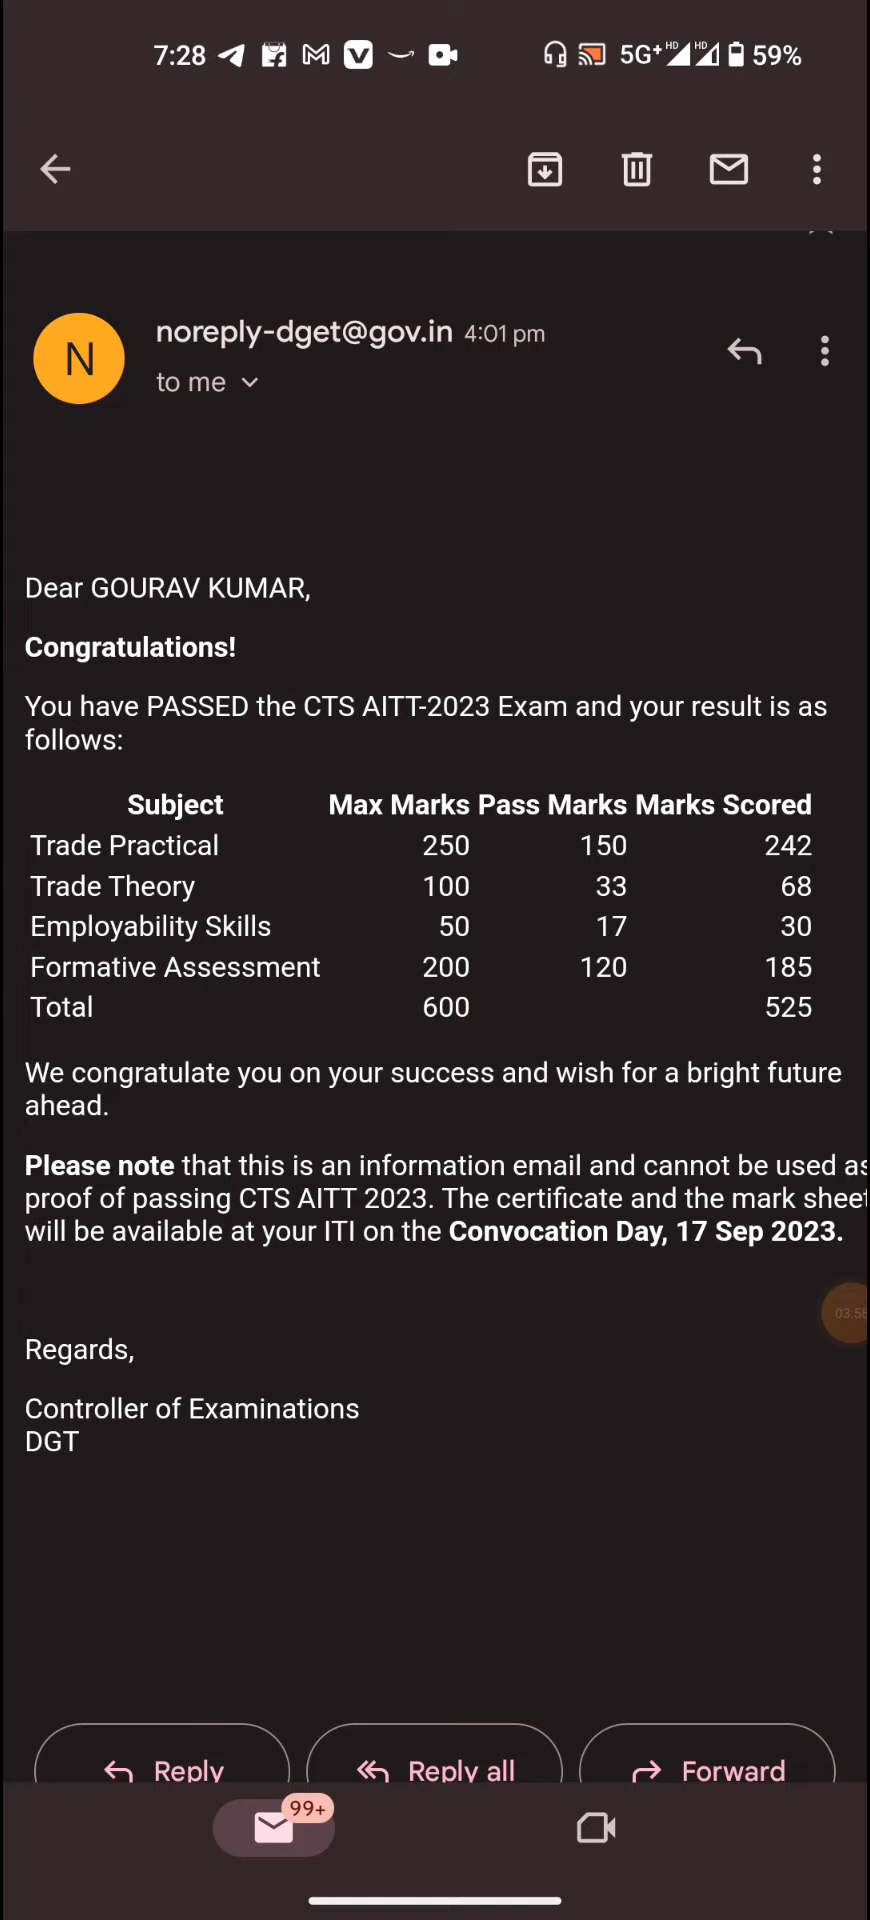 7:28 5G+ HD HD 59%
N noreply-dget@gov.in 4:01 pm
to me
Dear GOURAV KUMAR,
Congratulations!
You have PASSED the CTS AITT-2023 Exam and your result is as
follows:
Subject Max Marks Pass Marks Marks Scored
Trade Practical 250 150 242
Trade Theory 100 33 68
Employability Skills 50 17 30
Formative Assessment 200 120 185
Total 600 525
We congratulate you on your success and wish for a bright future
ahead.
Please note that this is an information email and cannot be used as
proof of passing CTS AITT 2023. The certificate and the mark sheet
will be available at your ITI on the Convocation Day, 17 Sep 2023.
03:58
Regards,
Controller of Examinations
DGT
Reply Reply all Forward
99+